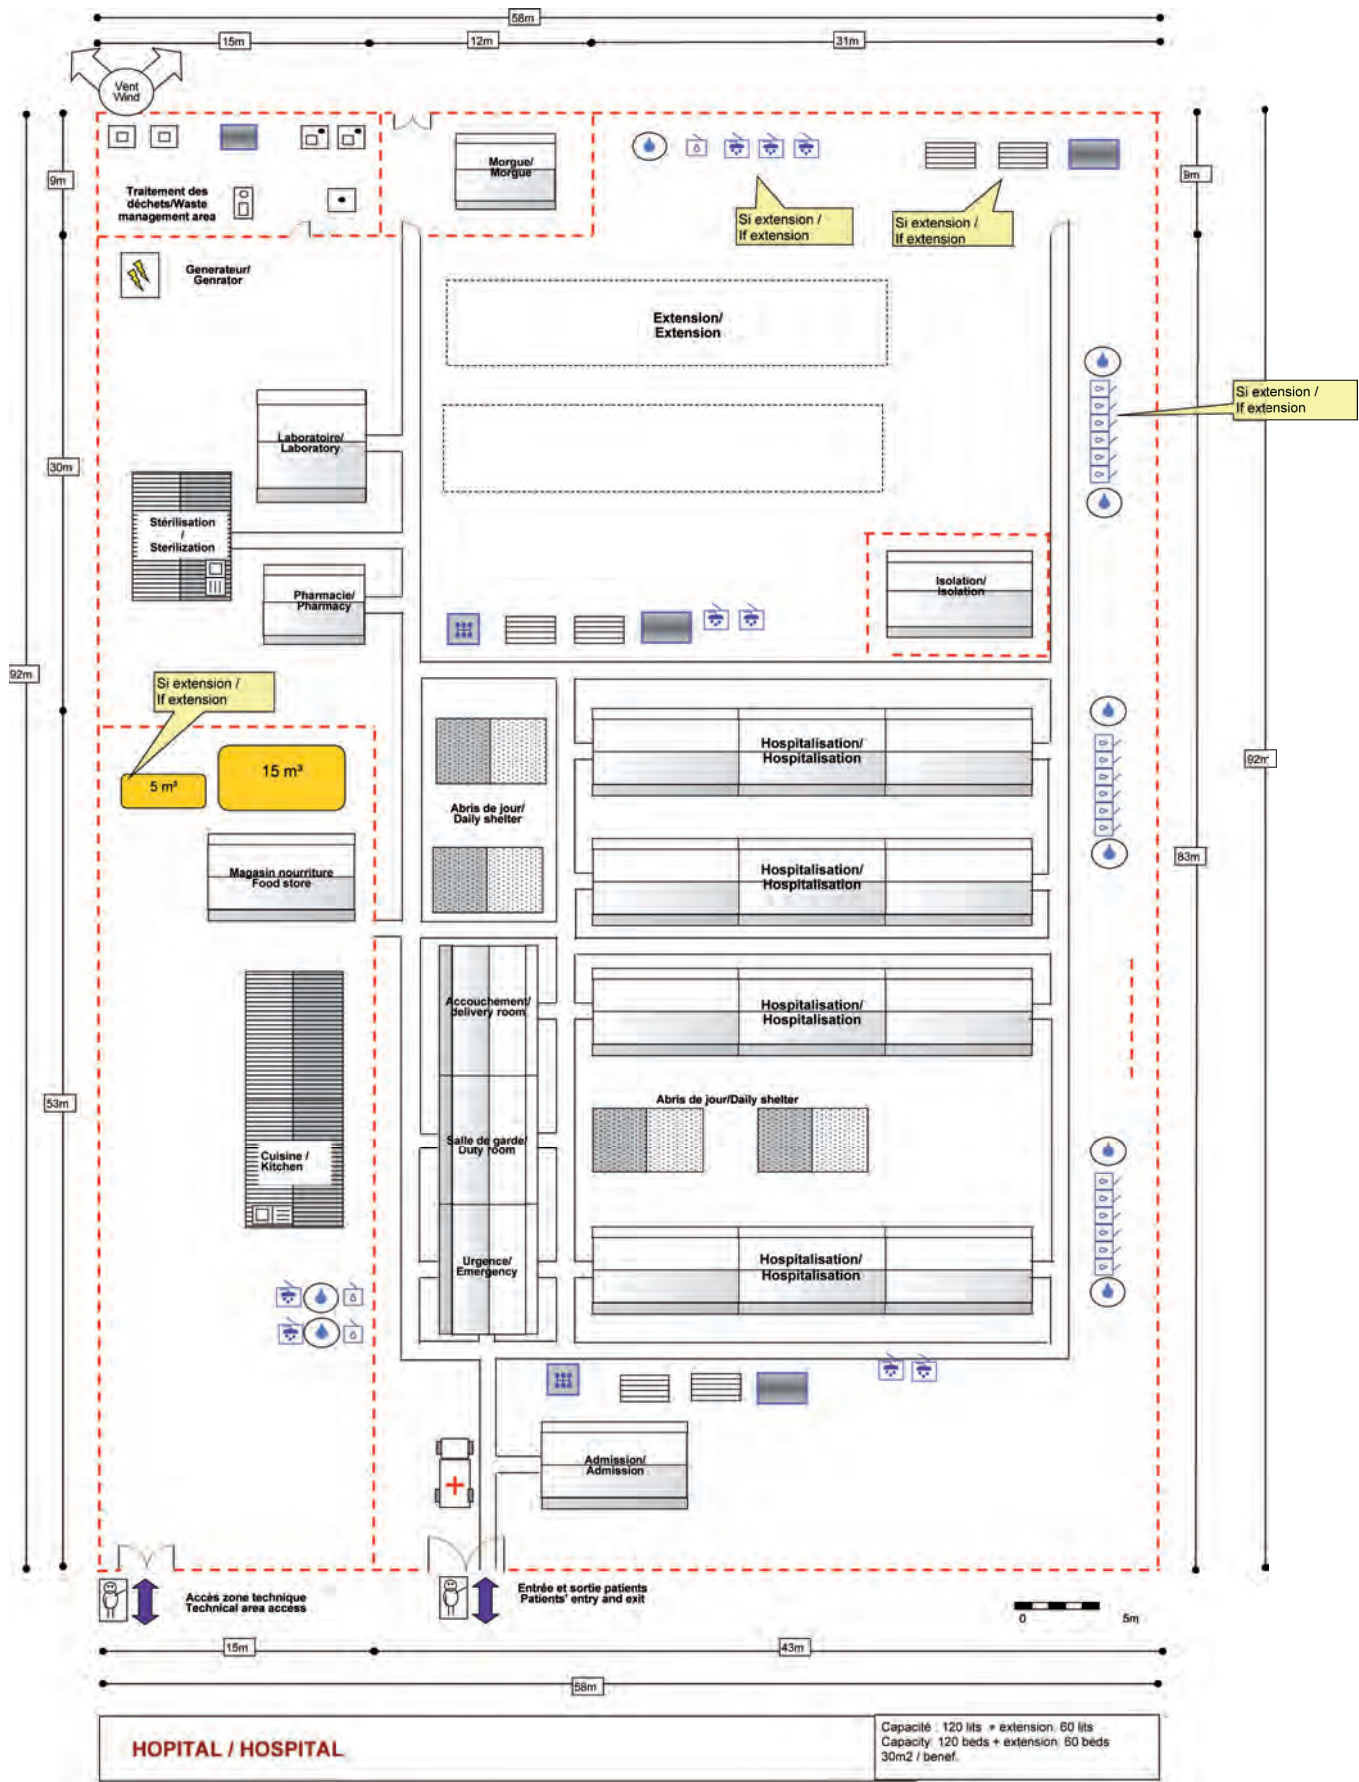 58m
15m
12m
31m
Vent
Wind
9m
Traitement des
déchets/Waste
management area
Morgue/
Morgue
Si extension /
If extension
Si extension /
If extension
9m
Generateur/
Genrator
Extension/
Extension
Si extension /
If extension
Laboratoire/
Laboratory
30m
Stérilisation
/
Sterilization
Pharmacie/
Pharmacy
Isolation/
Isolation
92m
Si extension /
If extension
5 m³
15 m³
Abris de jour/
Daily shelter
Hospitalisation/
Hospitalisation
92m
Magasin nourriture
Food store
Hospitalisation/
Hospitalisation
83m
Accouchement/
delivery room
Hospitalisation/
Hospitalisation
53m
Abris de jour/Daily shelter
Salle de garde/
Duty room
Cuisine /
Kitchen
Urgence/
Emergency
Hospitalisation/
Hospitalisation
Admission/
Admission
Accès zone technique
Technical area access
Entrée et sortie patients
Patients' entry and exit
0
5m
15m
43m
58m
HOPITAL / HOSPITAL
Capacité : 120 lits + extension: 60 lits
Capacity: 120 beds + extension: 60 beds
30m2 / benef.